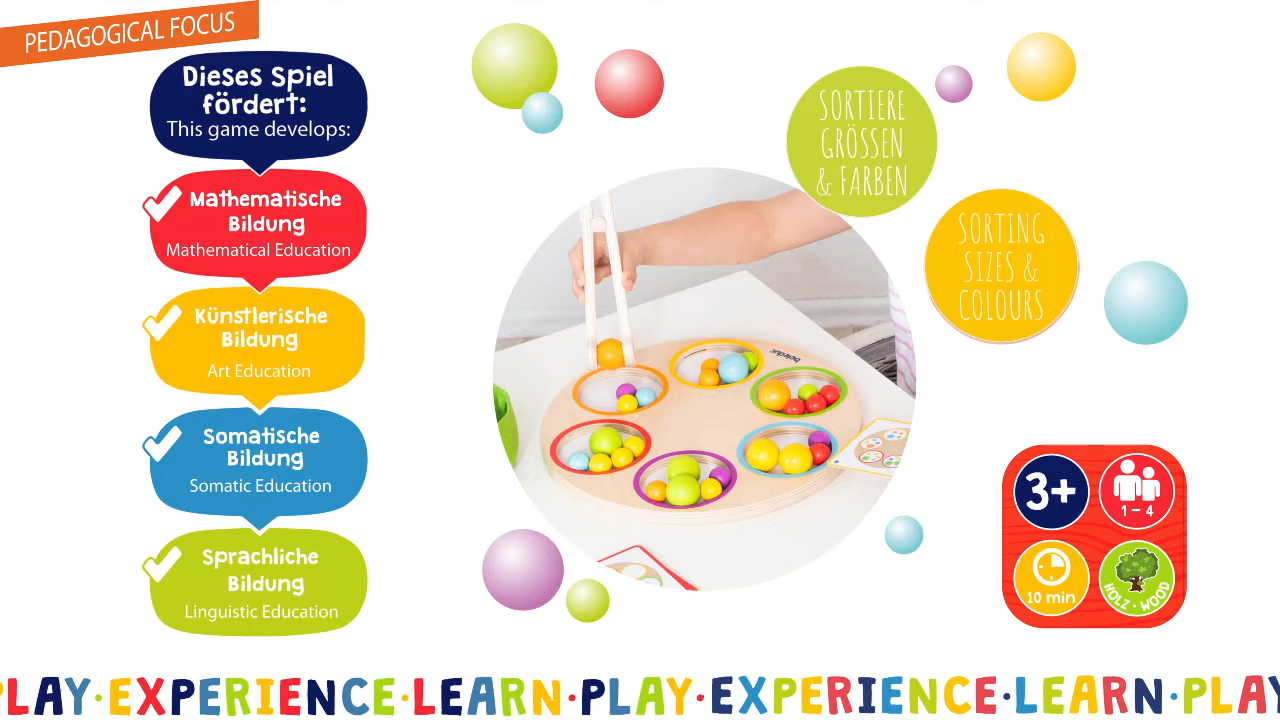 PEDAGOGICAL FOCUS
Dieses Spiel
fördert:
This game develops:
Mathematische
Bildung
Mathematical Education
Künstlerische
Bildung
Art Education
Somatische
Bildung
Somatic Education
Sprachliche
Bildung
Linguistic Education
SORTIERE
GRÖSSEN
& FARBEN
SORTING
SIZES &
COLOURS
beleduc
3+
1 – 4
10 min
HOLZ • WOOD
PLAY·EXPERIENCE·LEARN·PLAY·EXPERIENCE·LEARN·PLAY